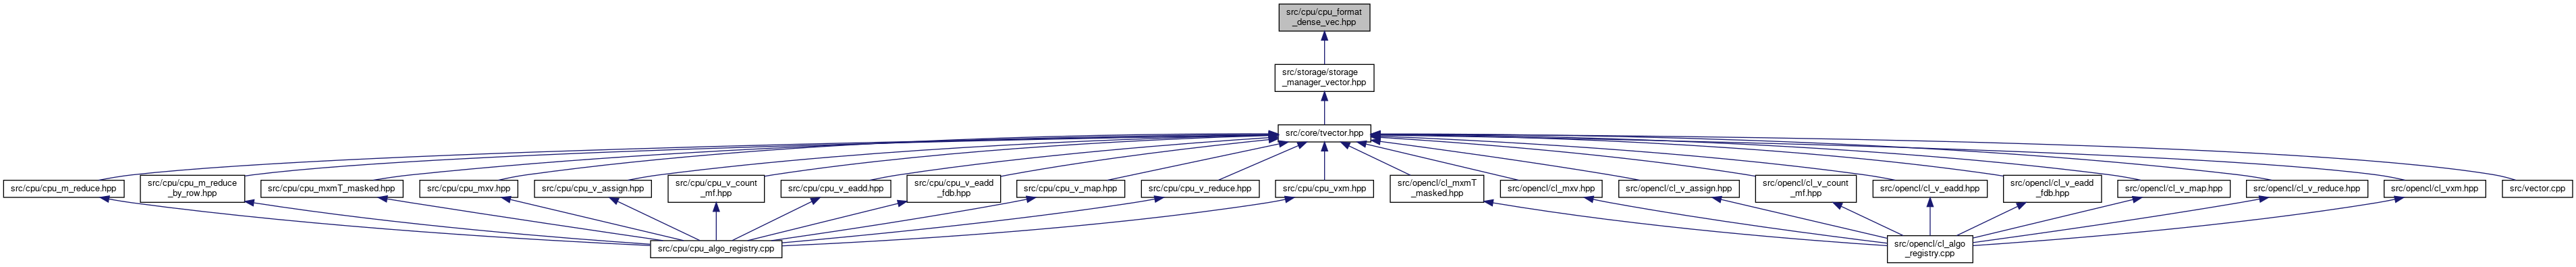 src/cpu/cpu_format
_dense_vec.hpp
src/storage/storage
_manager_vector.hpp
src/core/tvector.hpp
src/cpu/cpu_m_reduce.hpp
src/cpu/cpu_m_reduce
_by_row.hpp
src/cpu/cpu_mxmT_masked.hpp
src/cpu/cpu_mxv.hpp
src/cpu/cpu_v_assign.hpp
src/cpu/cpu_v_count
_mf.hpp
src/cpu/cpu_v_eadd.hpp
src/cpu/cpu_v_eadd
_fdb.hpp
src/cpu/cpu_v_map.hpp
src/cpu/cpu_v_reduce.hpp
src/cpu/cpu_vxm.hpp
src/opencl/cl_mxmT
_masked.hpp
src/opencl/cl_mxv.hpp
src/opencl/cl_v_assign.hpp
src/opencl/cl_v_count
_mf.hpp
src/opencl/cl_v_eadd.hpp
src/opencl/cl_v_eadd
_fdb.hpp
src/opencl/cl_v_map.hpp
src/opencl/cl_v_reduce.hpp
src/opencl/cl_vxm.hpp
src/vector.cpp
src/cpu/cpu_algo_registry.cpp
src/opencl/cl_algo
_registry.cpp